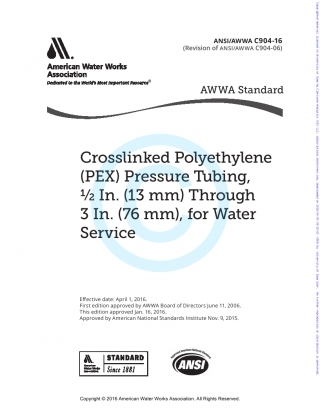 ANSI/AWWA C904-16
(Revision of ANSI/AWWA C904-06)
American Water Works
Association
Dedicated to the World's Most Important Resource®
AWWA Standard
Crosslinked Polyethylene
(PEX) Pressure Tubing,
½ In. (13 mm) Through
3 In. (76 mm), for Water
Service
Effective date: April 1, 2016.
First edition approved by AWWA Board of Directors June 11, 2006.
This edition approved Jan. 16, 2016.
Approved by American National Standards Institute Nov. 9, 2015.
STANDARD
Since 1881
ANSI
Copyright © 2016 American Water Works Association. All Rights Reserved.